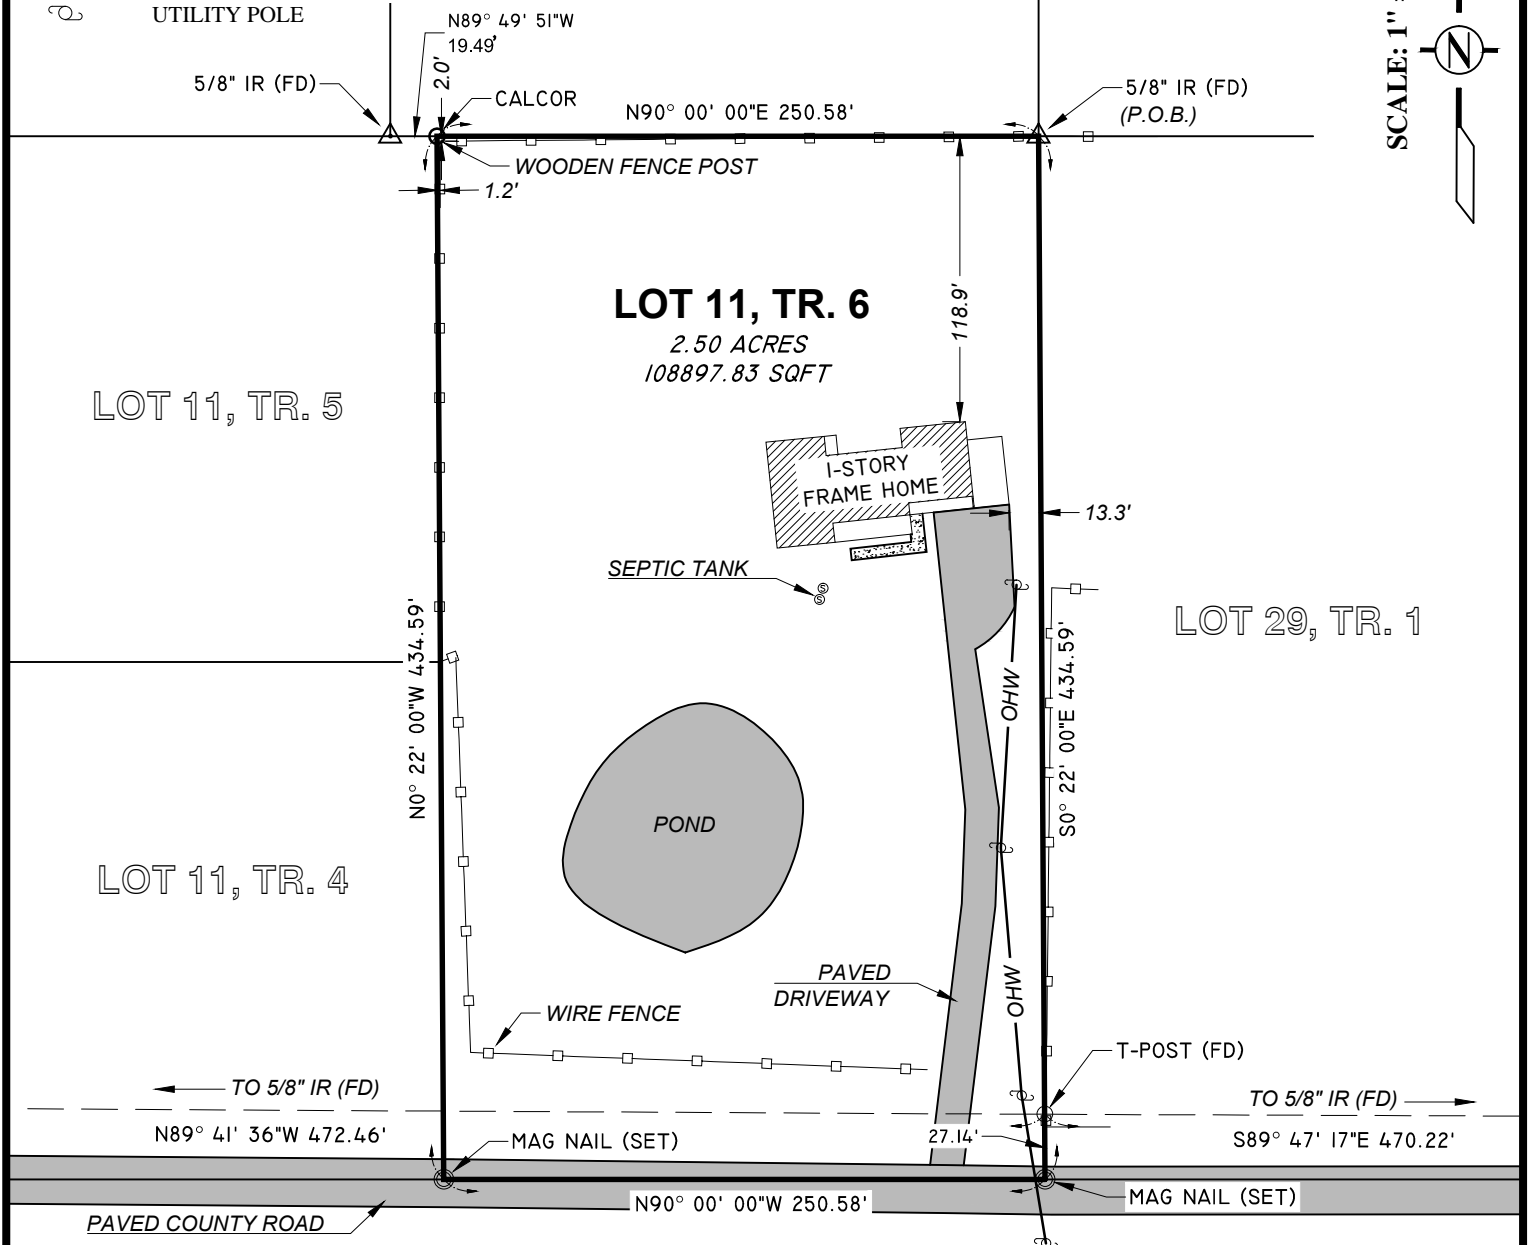 UTILITY POLE
N89° 49' 51"W
19.49'
2.0'
5/8" IR (FD)
CALCOR
N90° 00' 00"E 250.58'
5/8" IR (FD)
(P.O.B.)
SCALE: 1"
N
WOODEN FENCE POST
1.2'
118.9'
LOT 11, TR. 6
2.50 ACRES
108897.83 SQFT
LOT 11, TR. 5
1-STORY
FRAME HOME
13.3'
SEPTIC TANK
S
S
LOT 29, TR. 1
N0° 22' 00"W 434.59'
S0° 22' 00"E 434.59'
OHW
POND
LOT 11, TR. 4
PAVED
DRIVEWAY
OHW
WIRE FENCE
T-POST (FD)
TO 5/8" IR (FD)
TO 5/8" IR (FD)
N89° 41' 36"W 472.46'
MAG NAIL (SET)
27.14'
S89° 47' 17"E 470.22'
N90° 00' 00"W 250.58'
MAG NAIL (SET)
PAVED COUNTY ROAD